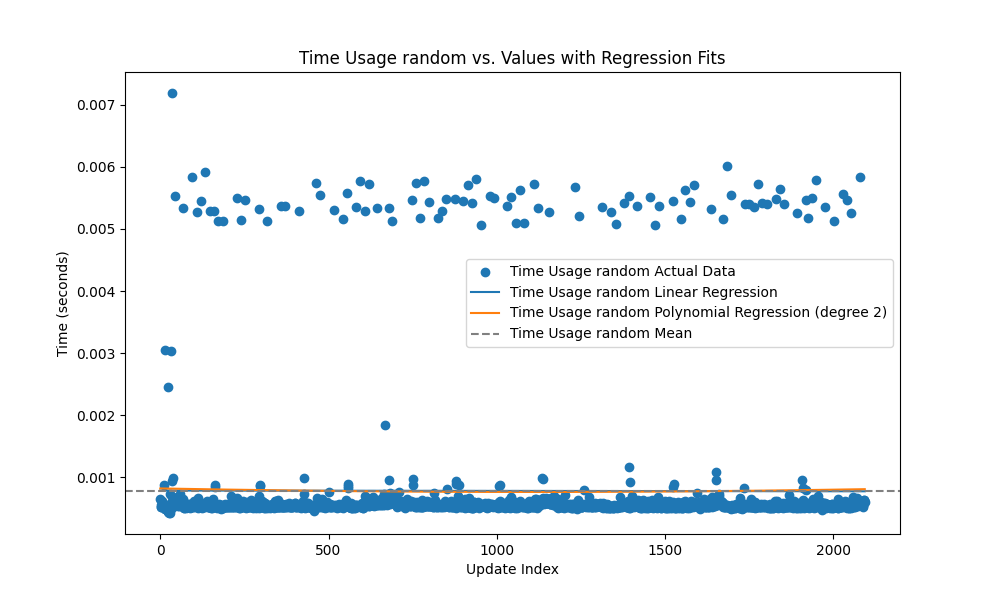 Time Usage random vs. Values with Regression Fits
0.007
0.006
0.005
0.004
0.003
0.002
0.001
Time (seconds)
Time Usage random Actual Data
Time Usage random Linear Regression
Time Usage random Polynomial Regression (degree 2)
Time Usage random Mean
0
500
1000
1500
2000
Update Index